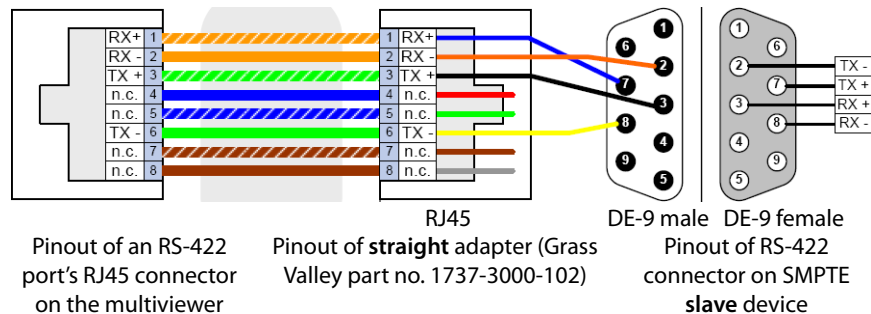 RX+ 1
RX - 2
TX + 3
n.c. 4
n.c. 5
TX - 6
n.c. 7
n.c. 8
1 RX+
2 RX -
3 TX +
4 n.c.
5 n.c.
6 TX -
7 n.c.
8 n.c.
1
6
2
7
3
8
4
9
5
1
6
2
7
3
8
4
9
5
TX -
TX +
RX +
RX -
RJ45
DE-9 male
DE-9 female
Pinout of an RS-422
port's RJ45 connector
on the multiviewer
Pinout of straight adapter (Grass
Valley part no. 1737-3000-102)
Pinout of RS-422
connector on SMPTE
slave device